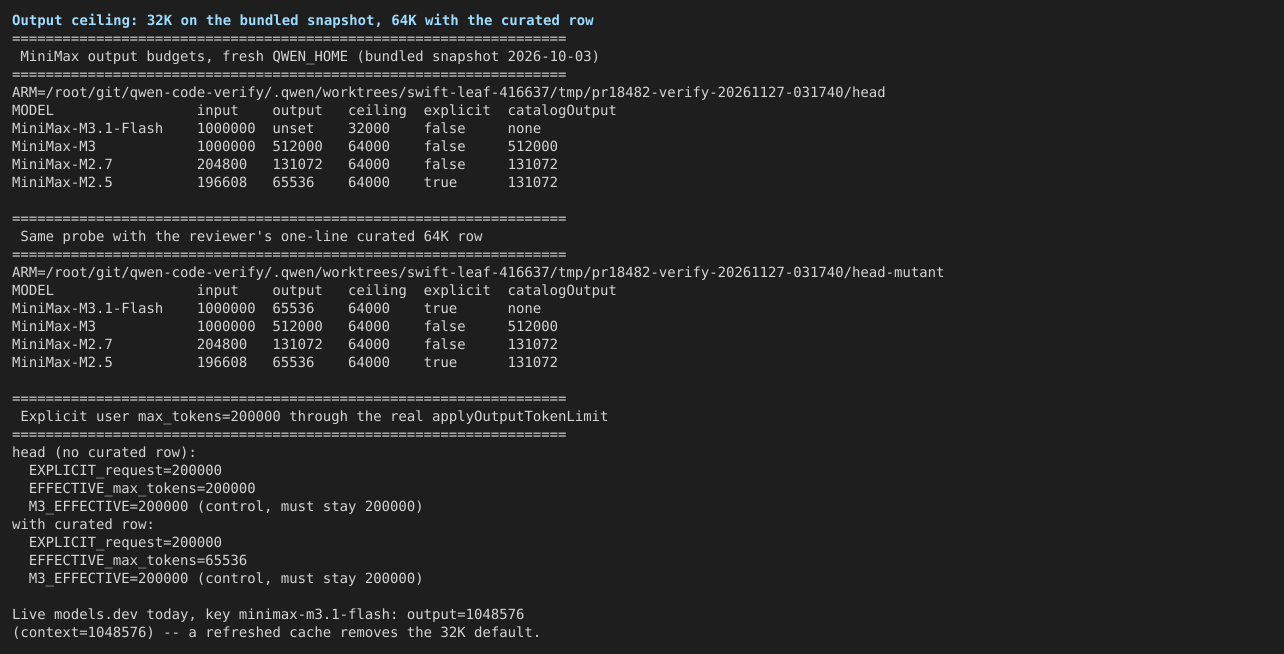 Output ceiling: 32K on the bundled snapshot, 64K with the curated row
==================================================================
MiniMax output budgets, fresh QWEN_HOME (bundled snapshot 2026-10-03)
==================================================================
ARM=/root/git/qwen-code-verify/.qwen/worktrees/swift-leaf-416637/tmp/pr18482-verify-20261127-031740/head
MODEL input output ceiling explicit catalogOutput
MiniMax-M3.1-Flash 1000000 unset 32000 false none
MiniMax-M3 1000000 512000 64000 false 512000
MiniMax-M2.7 204800 131072 64000 false 131072
MiniMax-M2.5 196608 65536 64000 true 131072
==================================================================
Same probe with the reviewer's one-line curated 64K row
==================================================================
ARM=/root/git/qwen-code-verify/.qwen/worktrees/swift-leaf-416637/tmp/pr18482-verify-20261127-031740/head-mutant
MODEL input output ceiling explicit catalogOutput
MiniMax-M3.1-Flash 1000000 65536 64000 true none
MiniMax-M3 1000000 512000 64000 false 512000
MiniMax-M2.7 204800 131072 64000 false 131072
MiniMax-M2.5 196608 65536 64000 true 131072
==================================================================
Explicit user max_tokens=200000 through the real applyOutputTokenLimit
==================================================================
head (no curated row):
EXPLICIT_request=200000
EFFECTIVE_max_tokens=200000
M3_EFFECTIVE=200000 (control, must stay 200000)
with curated row:
EXPLICIT_request=200000
EFFECTIVE_max_tokens=65536
M3_EFFECTIVE=200000 (control, must stay 200000)
Live models.dev today, key minimax-m3.1-flash: output=1048576
(context=1048576) -- a refreshed cache removes the 32K default.